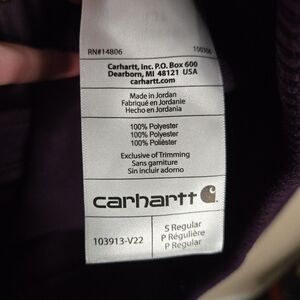 RN#14806 100306
Carhartt, Inc. P.O. Box 600
Dearborn, MI 48121 USA
carhartt.com
Made in Jordan
Fabriqué en Jordanie
Hecho en Jordania
100% Polyester
100% Polyester
100% Poliéster
Exclusive of Trimming
Sans garniture
Sin incluir adorno
carhartt
103913-V22
S Regular
P Régulière
P Regular